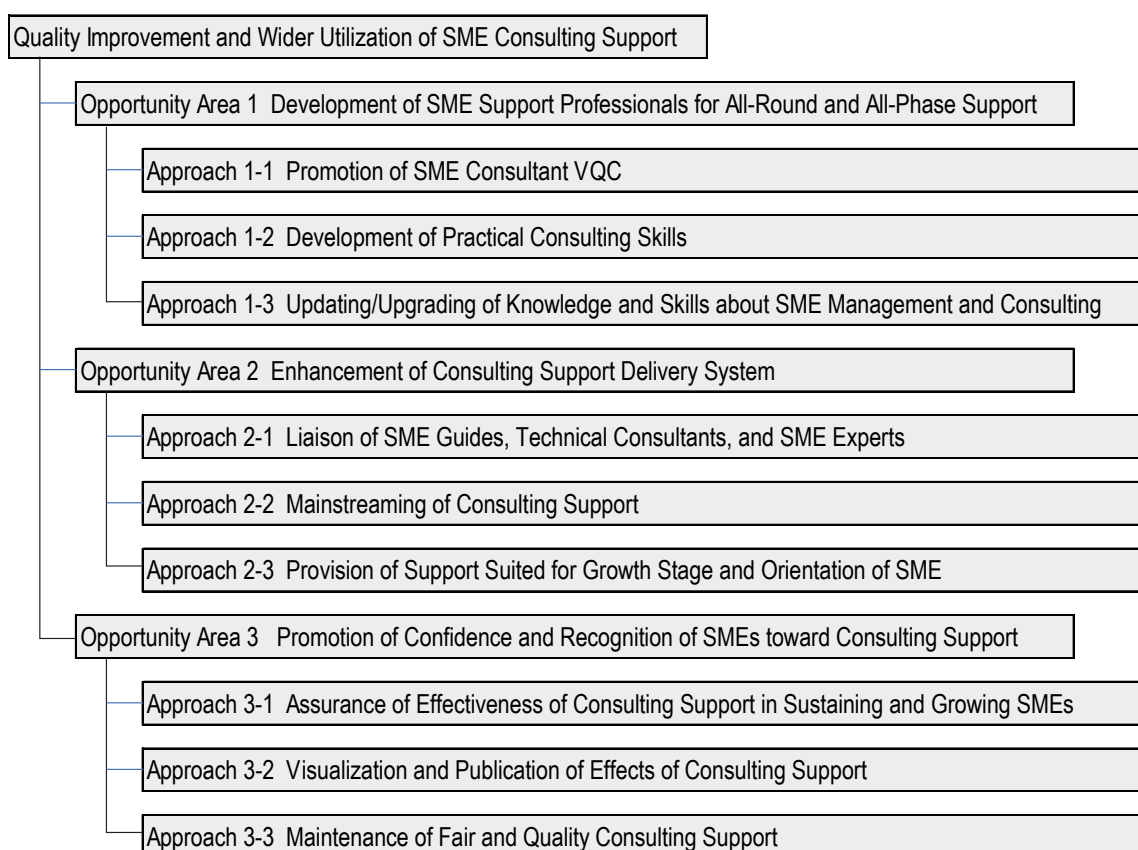 Quality Improvement and Wider Utilization of SME Consulting Support
Opportunity Area 1 Development of SME Support Professionals for All-Round and All-Phase Support
Approach 1-1 Promotion of SME Consultant VQC
Approach 1-2 Development of Practical Consulting Skills
Approach 1-3 Updating/Upgrading of Knowledge and Skills about SME Management and Consulting
Opportunity Area 2 Enhancement of Consulting Support Delivery System
Approach 2-1 Liaison of SME Guides, Technical Consultants, and SME Experts
Approach 2-2 Mainstreaming of Consulting Support
Approach 2-3 Provision of Support Suited for Growth Stage and Orientation of SME
Opportunity Area 3 Promotion of Confidence and Recognition of SMEs toward Consulting Support
Approach 3-1 Assurance of Effectiveness of Consulting Support in Sustaining and Growing SMEs
Approach 3-2 Visualization and Publication of Effects of Consulting Support
Approach 3-3 Maintenance of Fair and Quality Consulting Support